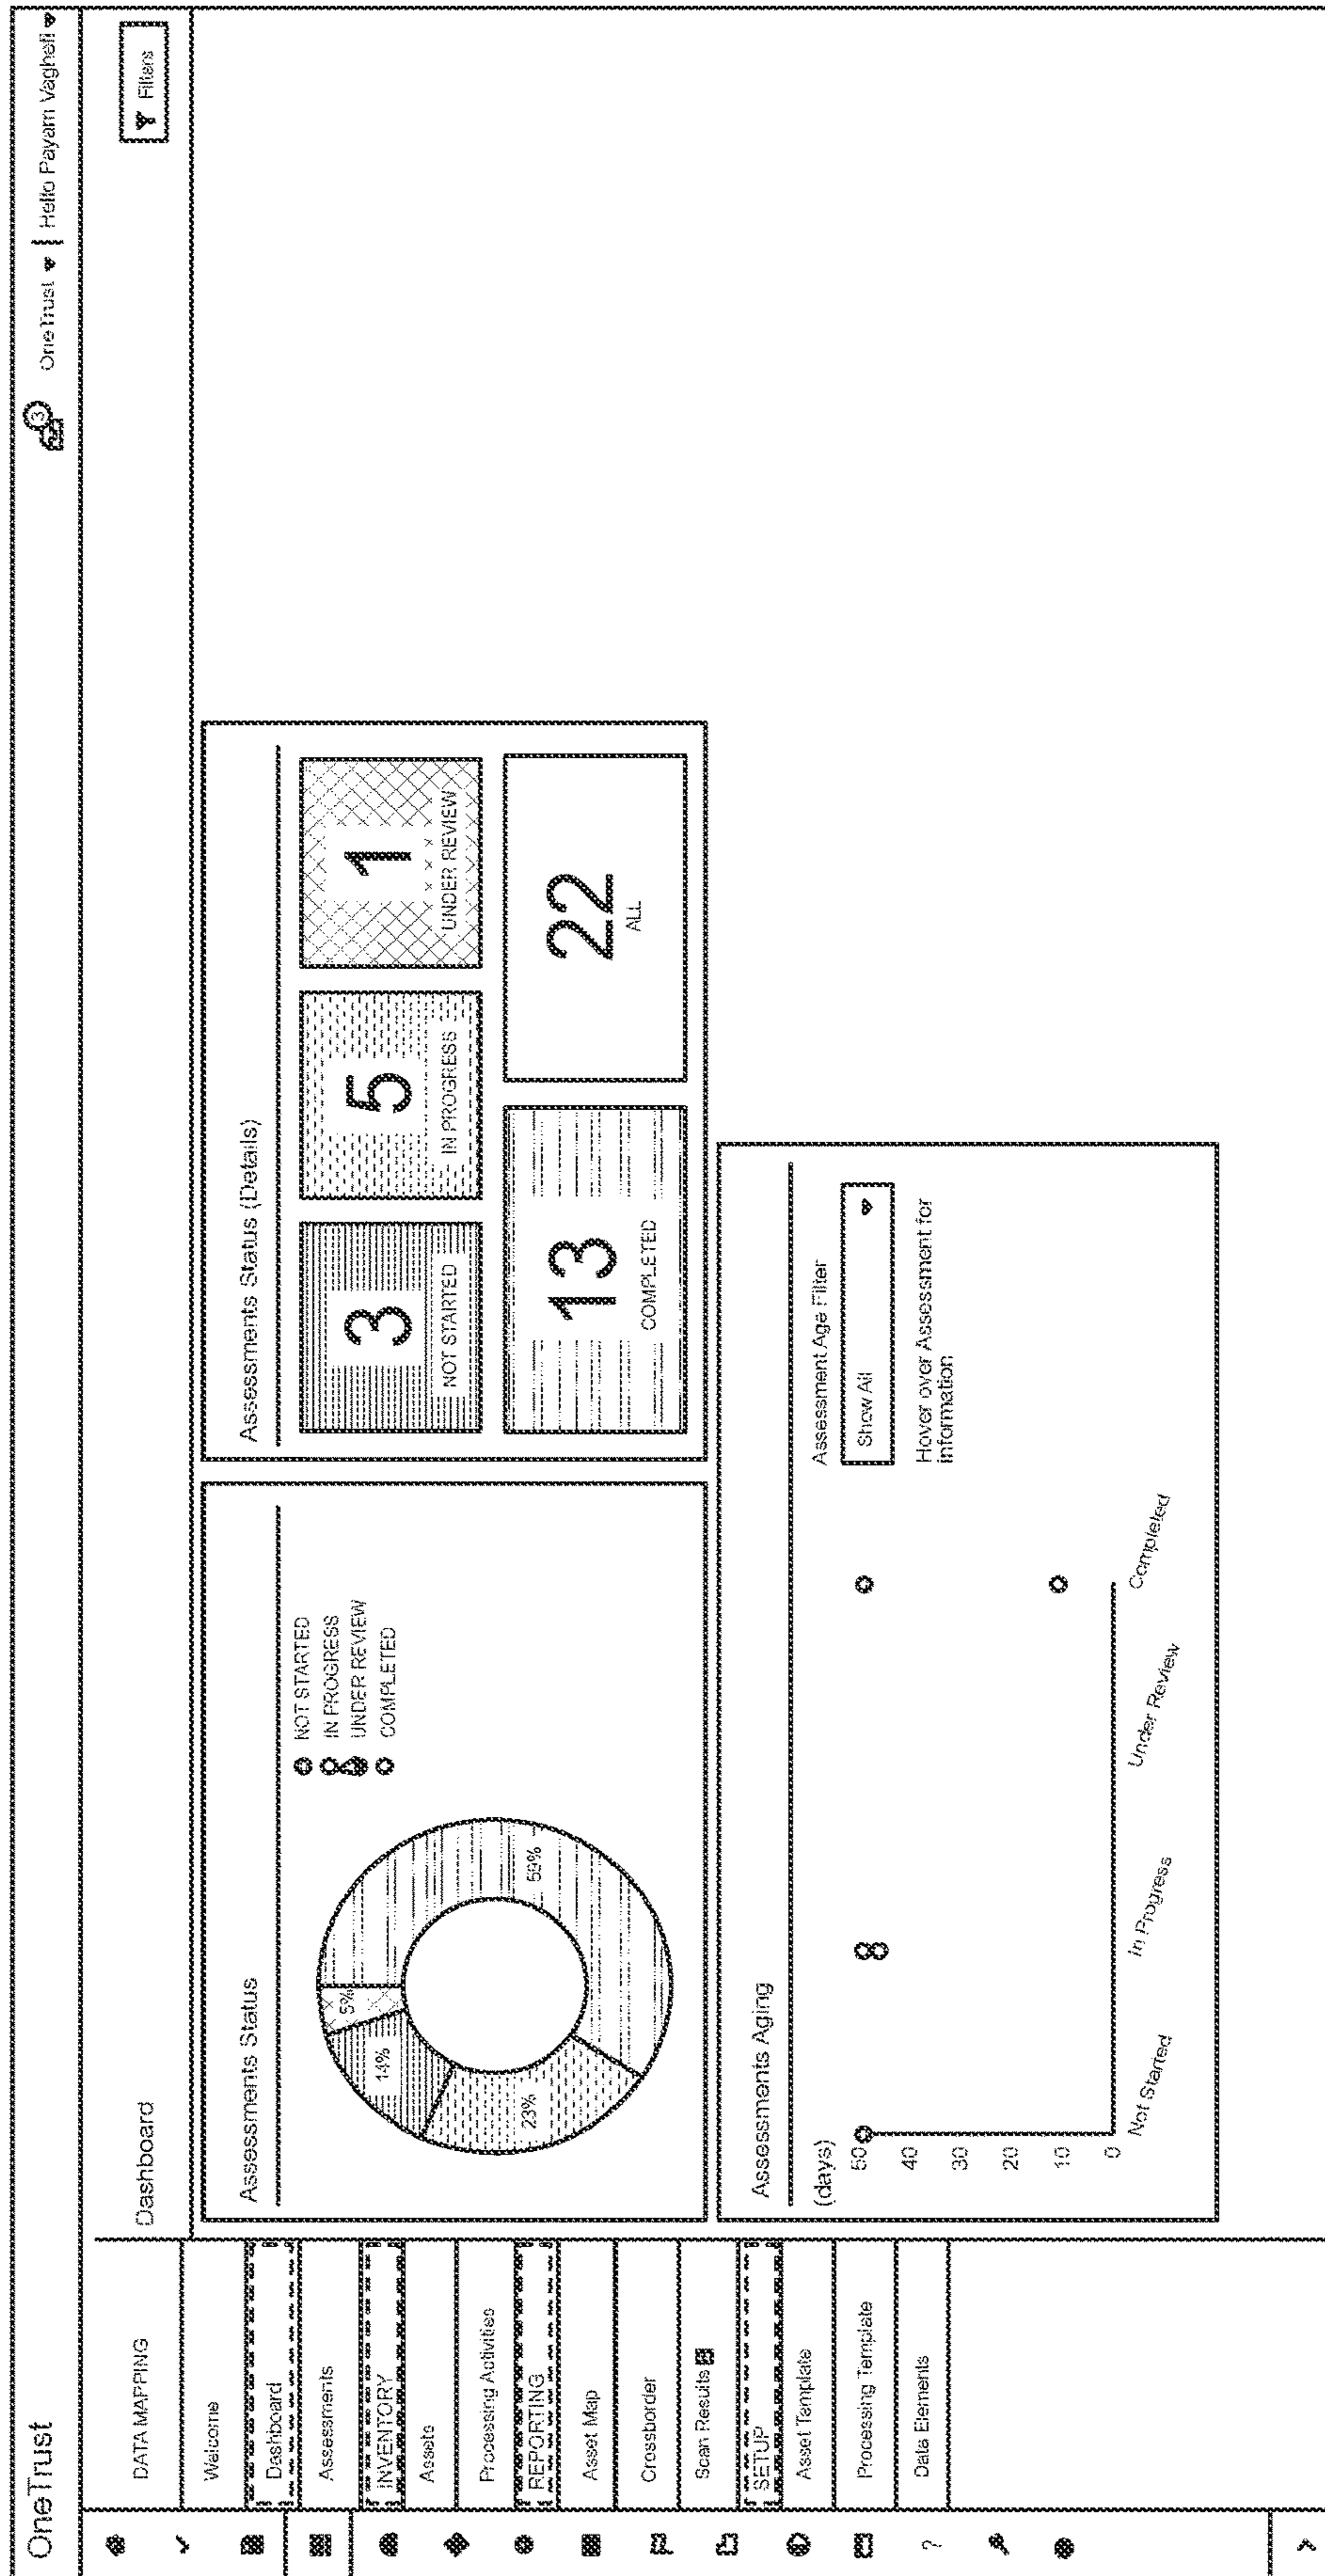 OneTrust
3
OneTrust
Hello Payam Vagheti
DATA MAPPING
Welcome
Dashboard
Assessments
INVENTORY
Assets
Processing Activities
REPORTING
Asset Map
Crossborder
Scan Results
SETUP
Asset Template
Processing Template
Data Elements
?
Dashboard
Filters
Assessments Status
5%
14%
23%
59%
NOT STARTED
IN PROGRESS
UNDER REVIEW
COMPLETED
Assessments Status (Details)
3
NOT STARTED
5
IN PROGRESS
1
UNDER REVIEW
13
COMPLETED
22
ALL
Assessments Aging
(days)
50
40
30
20
10
0
Not Started
In Progress
Under Review
Completed
Assessment Age Filter
Show All
Hover over Assessment for
information